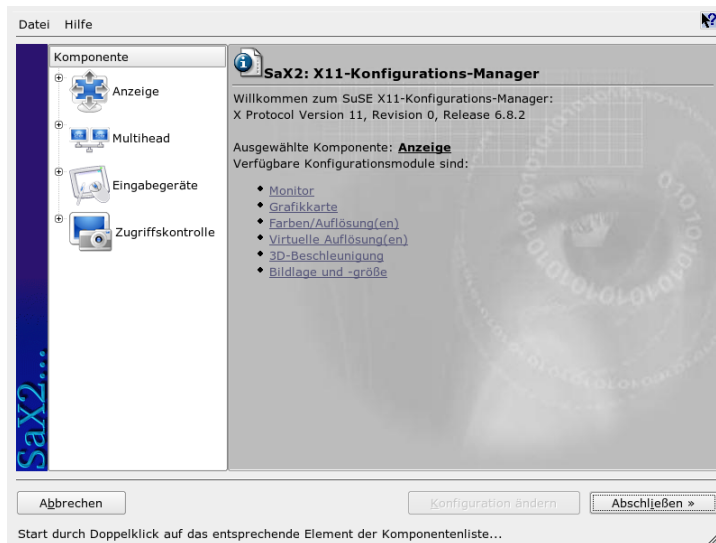 Datei Hilfe
Komponente
Anzeige
Multihead
Eingabegeräte
Zugriffskontrolle
SaX2...
SaX2: X11-Konfigurations-Manager
Willkommen zum SuSE X11-Konfigurations-Manager:
X Protocol Version 11, Revision 0, Release 6.8.2
Ausgewählte Komponente: Anzeige
Verfügbare Konfigurationsmodule sind:
Monitor
Grafikkarte
Farben/Auflösung(en)
Virtuelle Auflösung(en)
3D-Beschleunigung
Bildlage und -größe
Abbrechen Konfiguration ändern Abschließen »
Start durch Doppelklick auf das entsprechende Element der Komponentenliste...